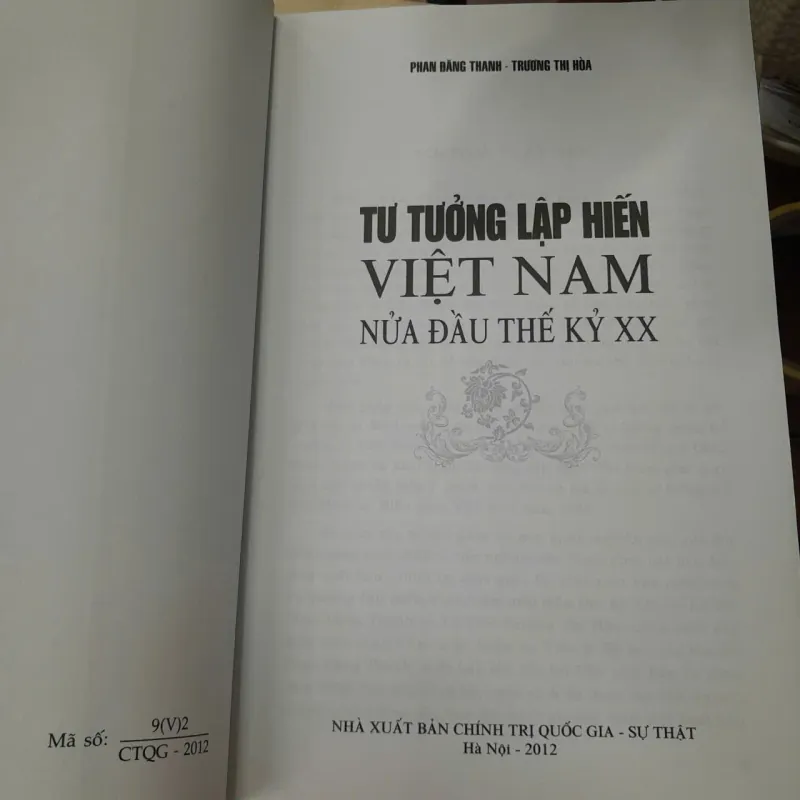 Mã số: 9(V)2
CTQG - 2012
PHAN ĐĂNG THANH - TRƯƠNG THỊ HÒA
TƯ TƯỞNG LẬP HIẾN
VIỆT NAM
NỬA ĐẦU THẾ KỶ XX
NHÀ XUẤT BẢN CHÍNH TRỊ QUỐC GIA - SỰ THẬT
Hà Nội - 2012